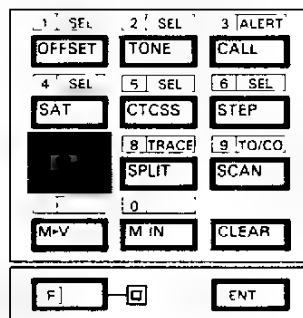 1 SEL 2 SEL 3 ALERT
OFFSET TONE CALL
4 SEL 5 SEL 6 SEL
SAT CTCSS STEP
8 TRACE 9 TO/CO
SPLIT SCAN
0
M▸V M IN CLEAR
F ENT